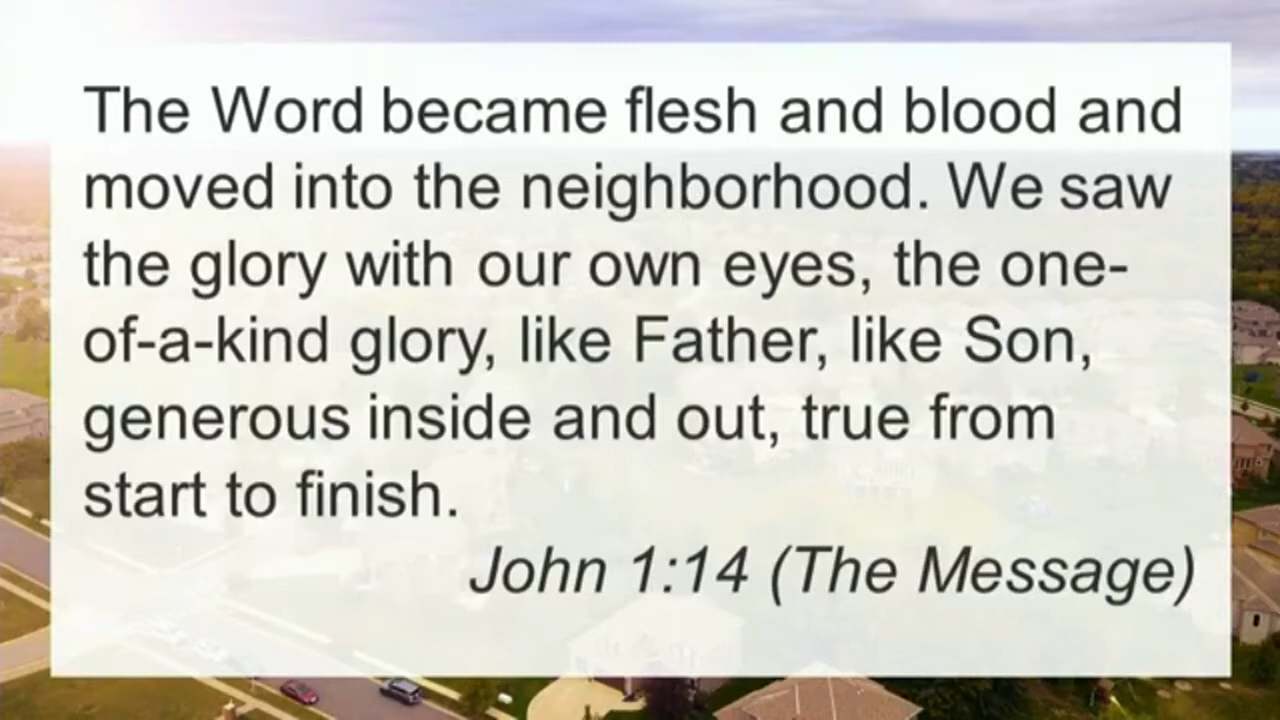 The Word became flesh and blood and
moved into the neighborhood. We saw
the glory with our own eyes, the one-
of-a-kind glory, like Father, like Son,
generous inside and out, true from
start to finish.
John 1:14 (The Message)